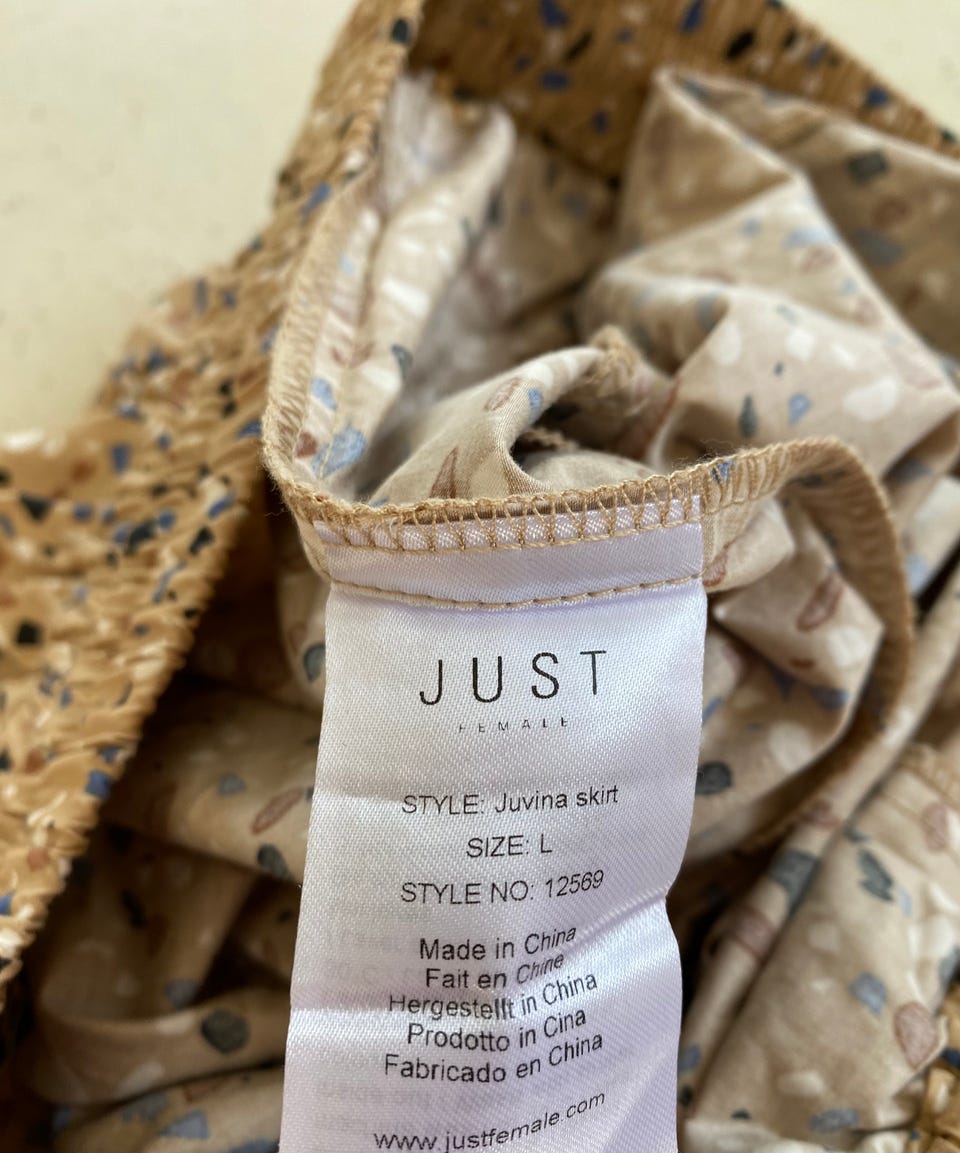 JUST
FEMALE
STYLE: Juvina skirt
SIZE: L
STYLE NO: 12569
Made in China
Fait en Chine
Hergestellt in China
Prodotto in Cina
Fabricado en China
www.justfemale.com